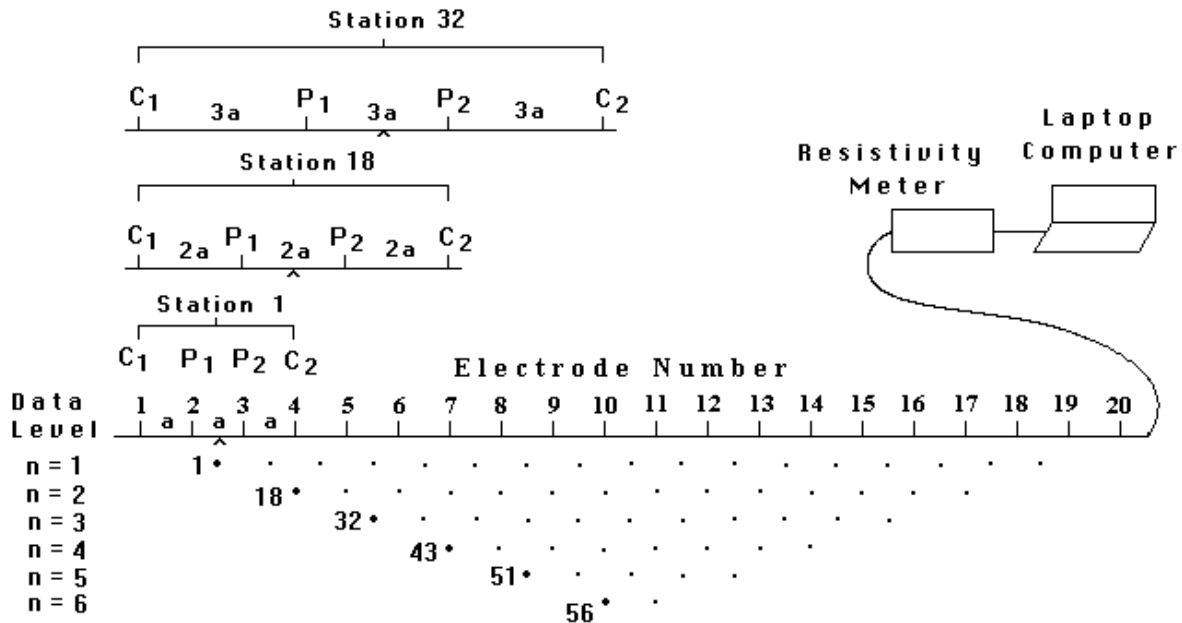 Station 32
C1 P1 P2 C2
3a 3a 3a
Station 18
C1 P1 P2 C2
2a 2a 2a
Station 1
C1 P1 P2 C2
Resistivity Meter
Laptop Computer
Electrode Number
Data Level
1 2 3 4 5 6 7 8 9 10 11 12 13 14 15 16 17 18 19 20
a a a
n = 1 1
n = 2 18
n = 3 32
n = 4 43
n = 5 51
n = 6 56